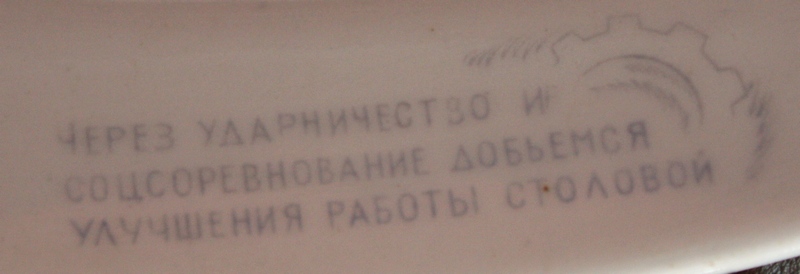 ЧЕРЕЗ УДАРНИЧЕСТВО И
СОЦСОРЕВНОВАНИЕ ДОБЬЕМСЯ
УЛУЧШЕНИЯ РАБОТЫ СТОЛОВОЙ